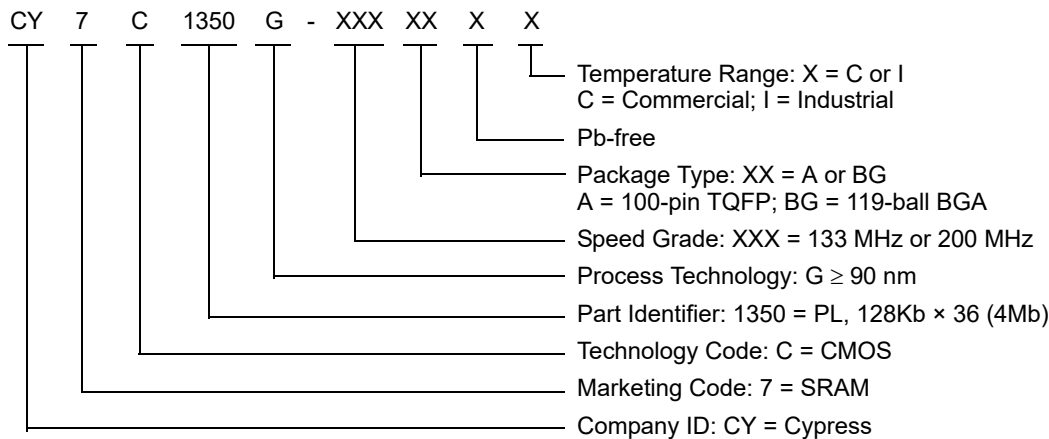 CY 7 C 1350 G - XXX XX X X
Temperature Range: X = C or I
C = Commercial; I = Industrial
Pb-free
Package Type: XX = A or BG
A = 100-pin TQFP; BG = 119-ball BGA
Speed Grade: XXX = 133 MHz or 200 MHz
Process Technology: G ≥ 90 nm
Part Identifier: 1350 = PL, 128Kb × 36 (4Mb)
Technology Code: C = CMOS
Marketing Code: 7 = SRAM
Company ID: CY = Cypress